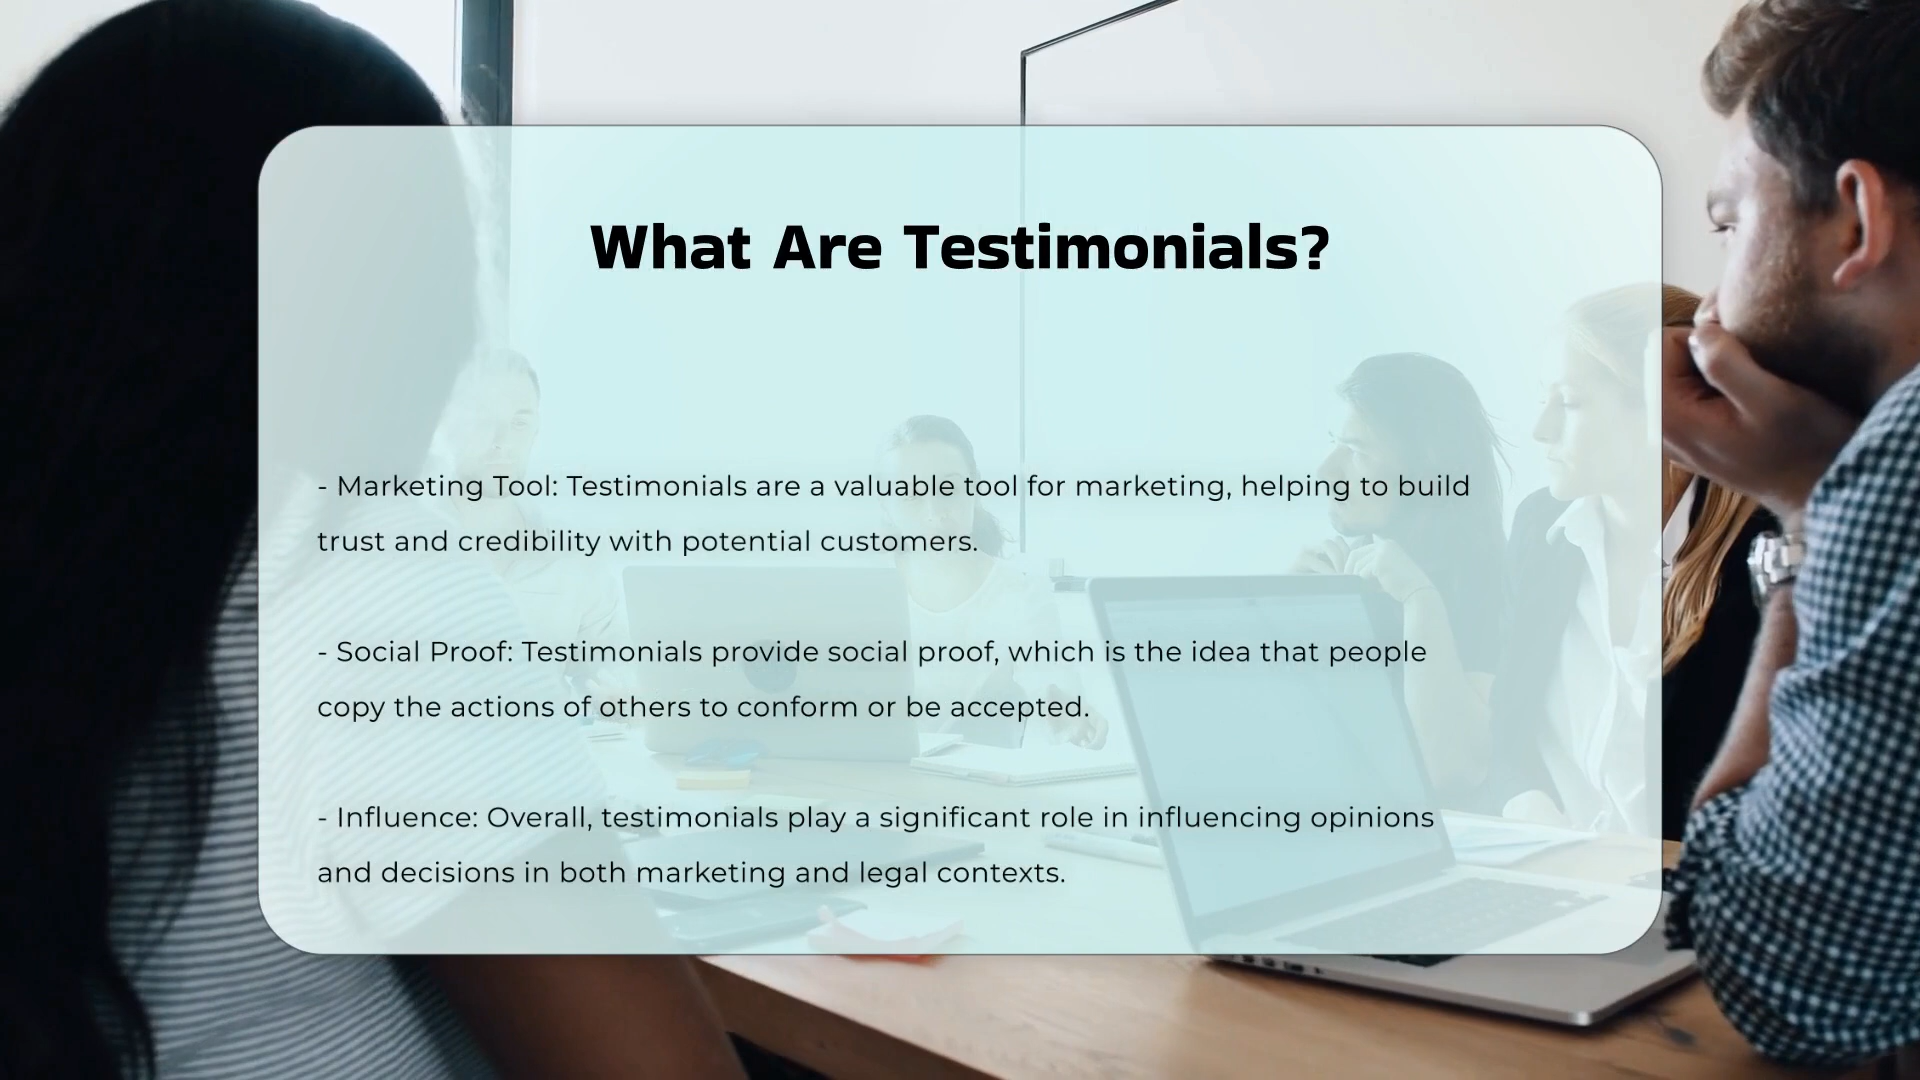 What Are Testimonials?
- Marketing Tool: Testimonials are a valuable tool for marketing, helping to build
trust and credibility with potential customers.
- Social Proof: Testimonials provide social proof, which is the idea that people
copy the actions of others to conform or be accepted.
- Influence: Overall, testimonials play a significant role in influencing opinions
and decisions in both marketing and legal contexts.